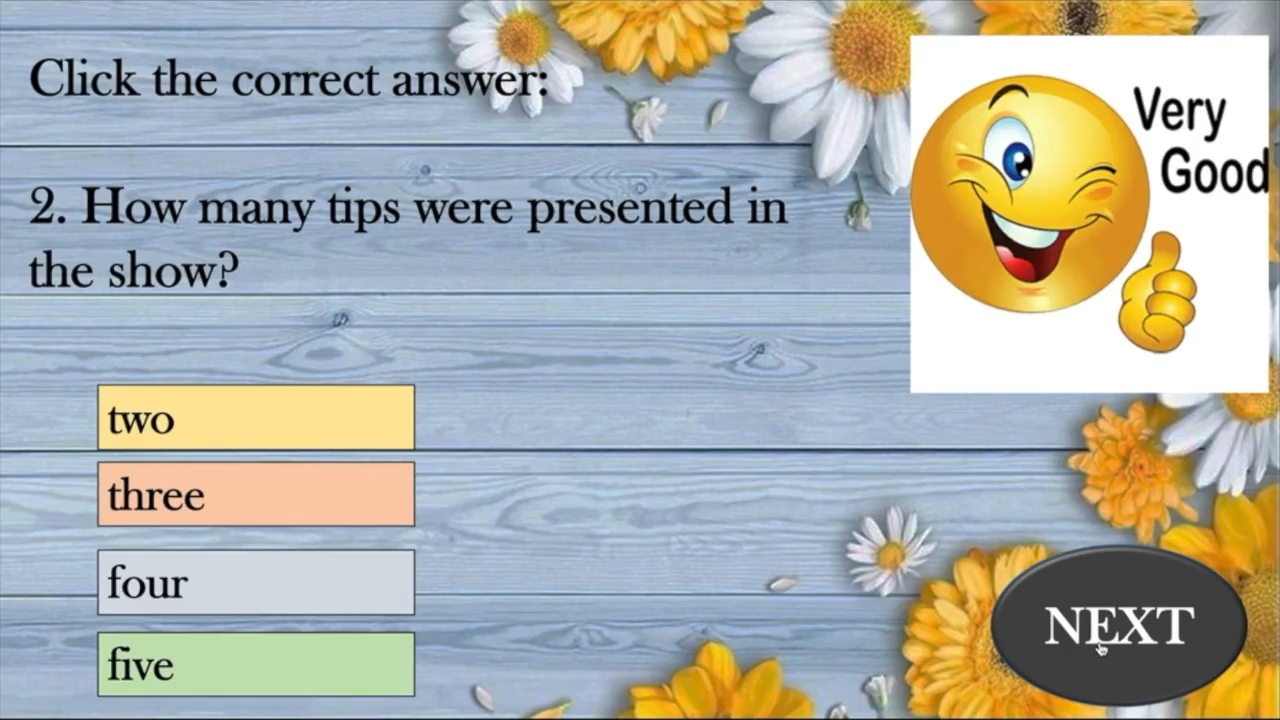 Click the correct answer:
Very
Good
2. How many tips were presented in
the show?
two
three
four
five
NEXT